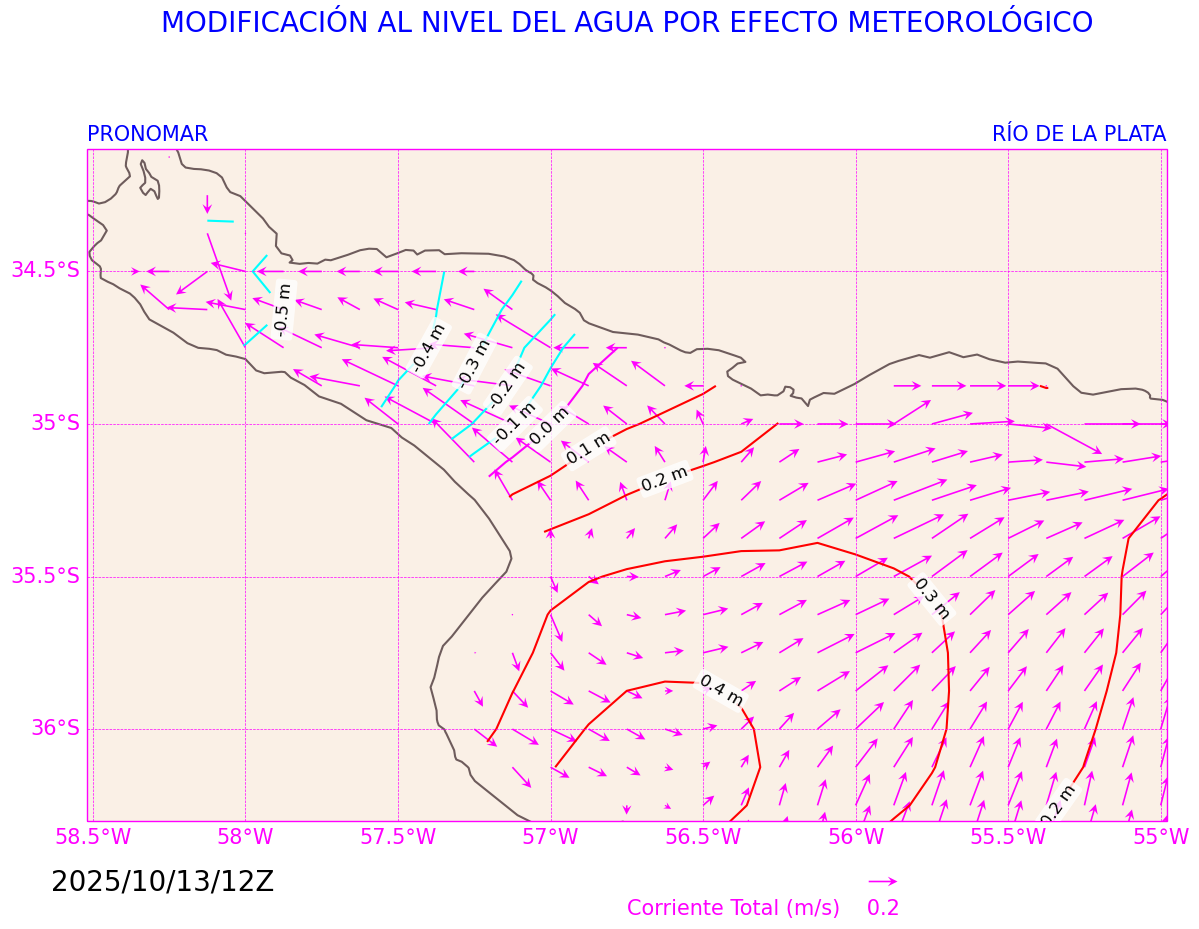 MODIFICACIÓN AL NIVEL DEL AGUA POR EFECTO METEOROLÓGICO
PRONOMAR
RÍO DE LA PLATA
34.5°S
35°S
35.5°S
36°S
-0.5 m
-0.4 m
-0.3 m
-0.2 m
-0.1 m
0.0 m
0.1 m
0.2 m
0.3 m
0.4 m
0.2 m
58.5°W
58°W
57.5°W
57°W
56.5°W
56°W
55.5°W
55°W
2025/10/13/12Z
Corriente Total (m/s)
0.2